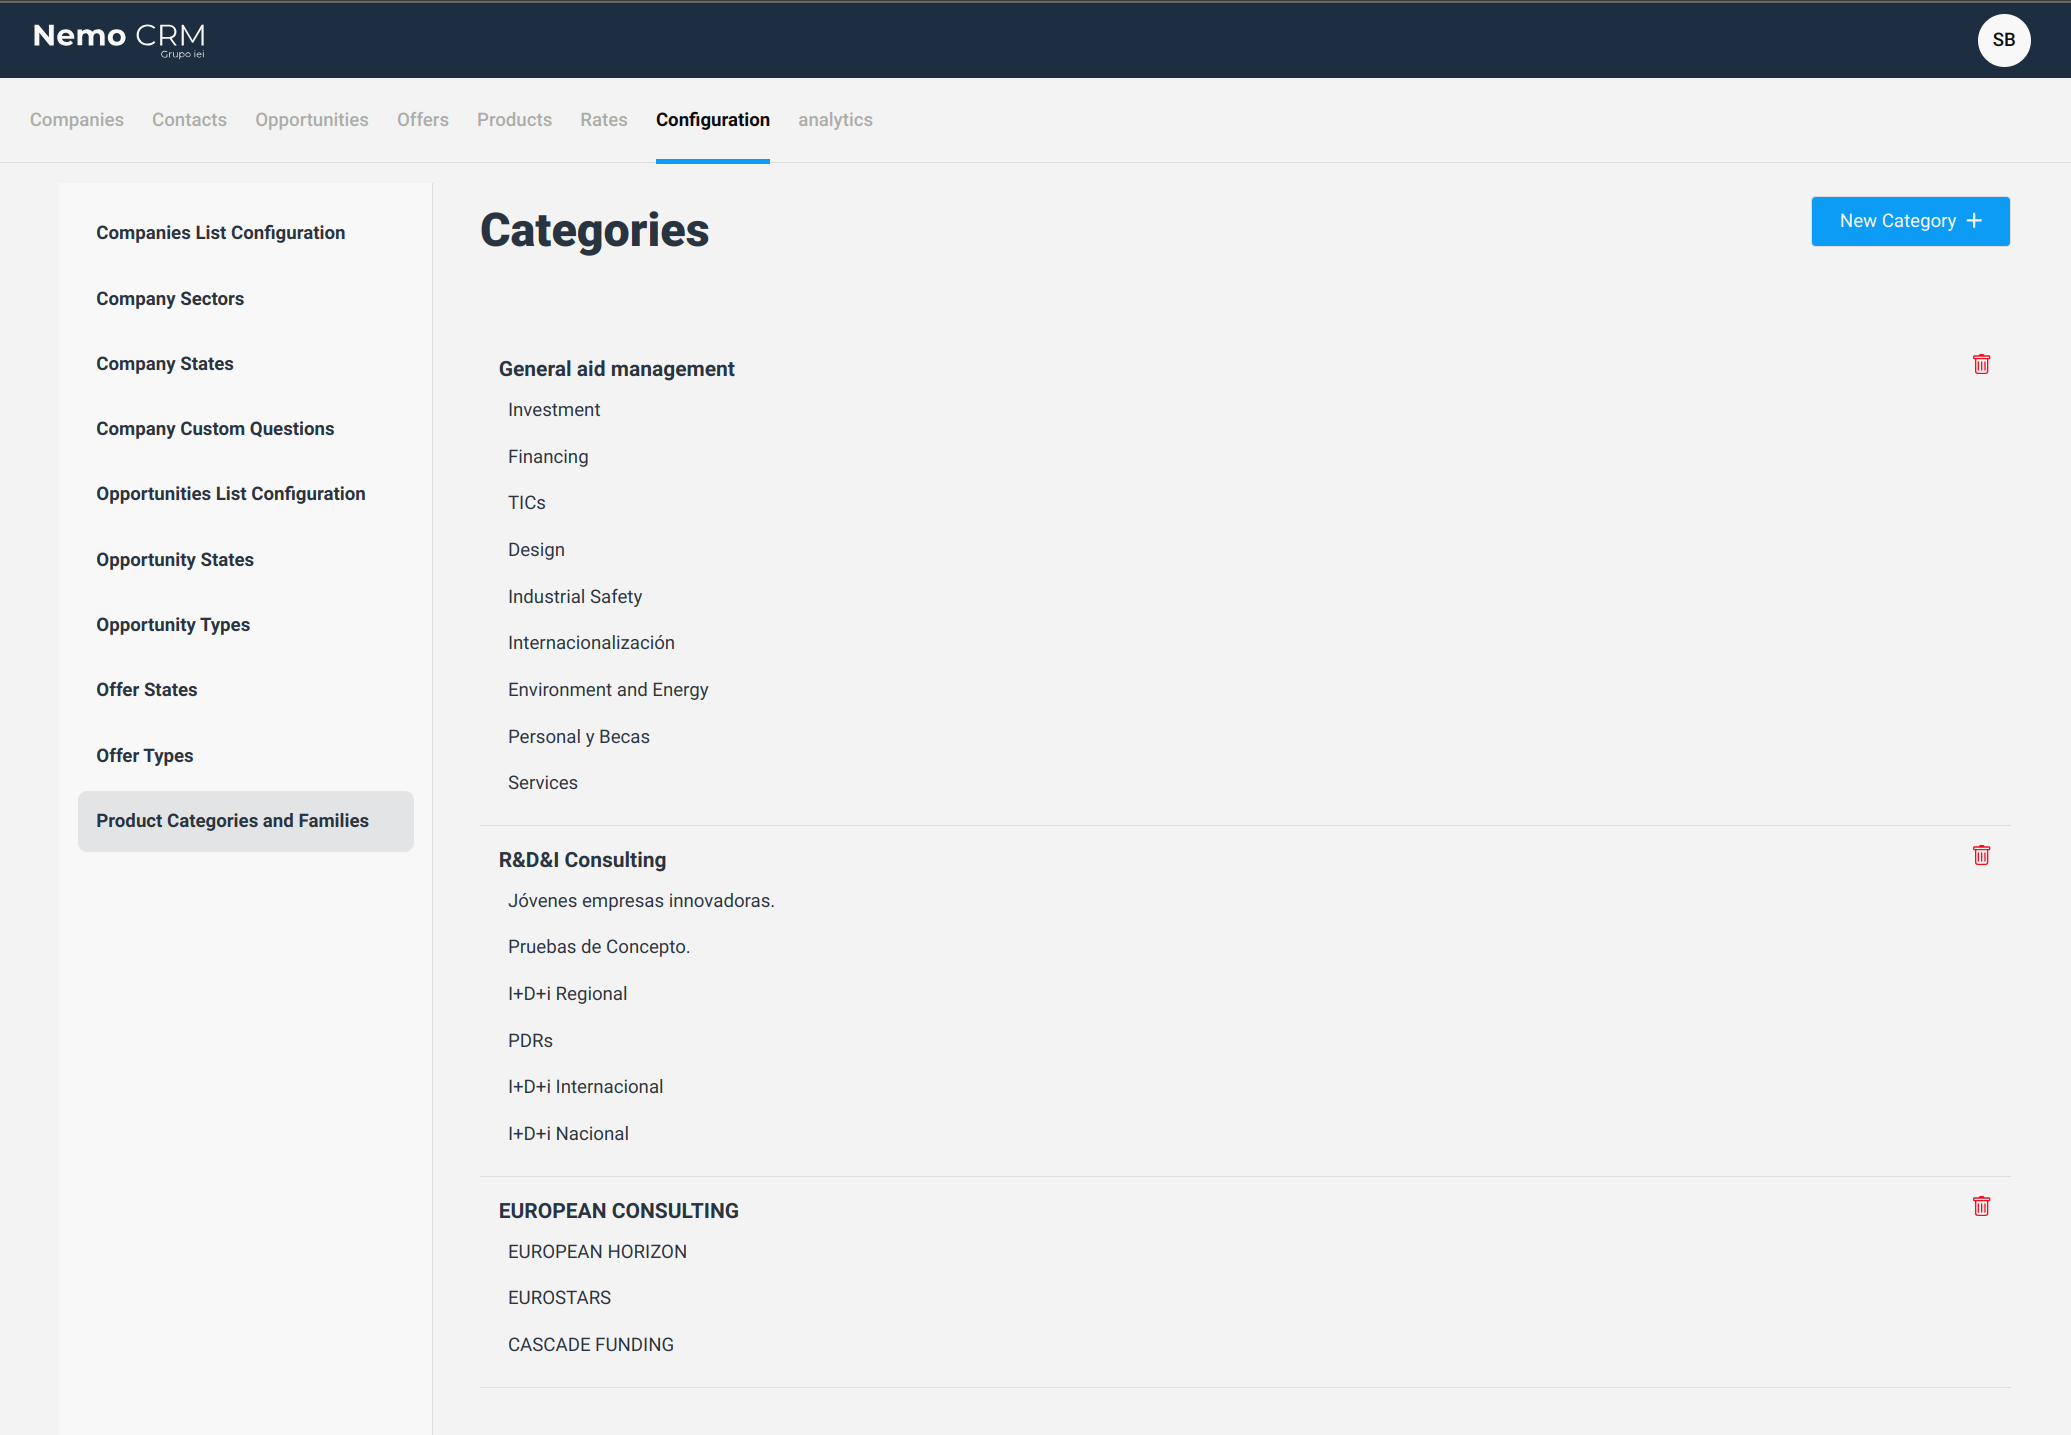 Nemo CRM
Grupo iei
SB
Companies Contacts Opportunities Offers Products Rates Configuration analytics
Companies List Configuration
Company Sectors
Company States
Company Custom Questions
Opportunities List Configuration
Opportunity States
Opportunity Types
Offer States
Offer Types
Product Categories and Families
Categories
New Category +
General aid management
Investment
Financing
TICs
Design
Industrial Safety
Internacionalización
Environment and Energy
Personal y Becas
Services
R&D&I Consulting
Jóvenes empresas innovadoras.
Pruebas de Concepto.
I+D+i Regional
PDRs
I+D+i Internacional
I+D+i Nacional
EUROPEAN CONSULTING
EUROPEAN HORIZON
EUROSTARS
CASCADE FUNDING